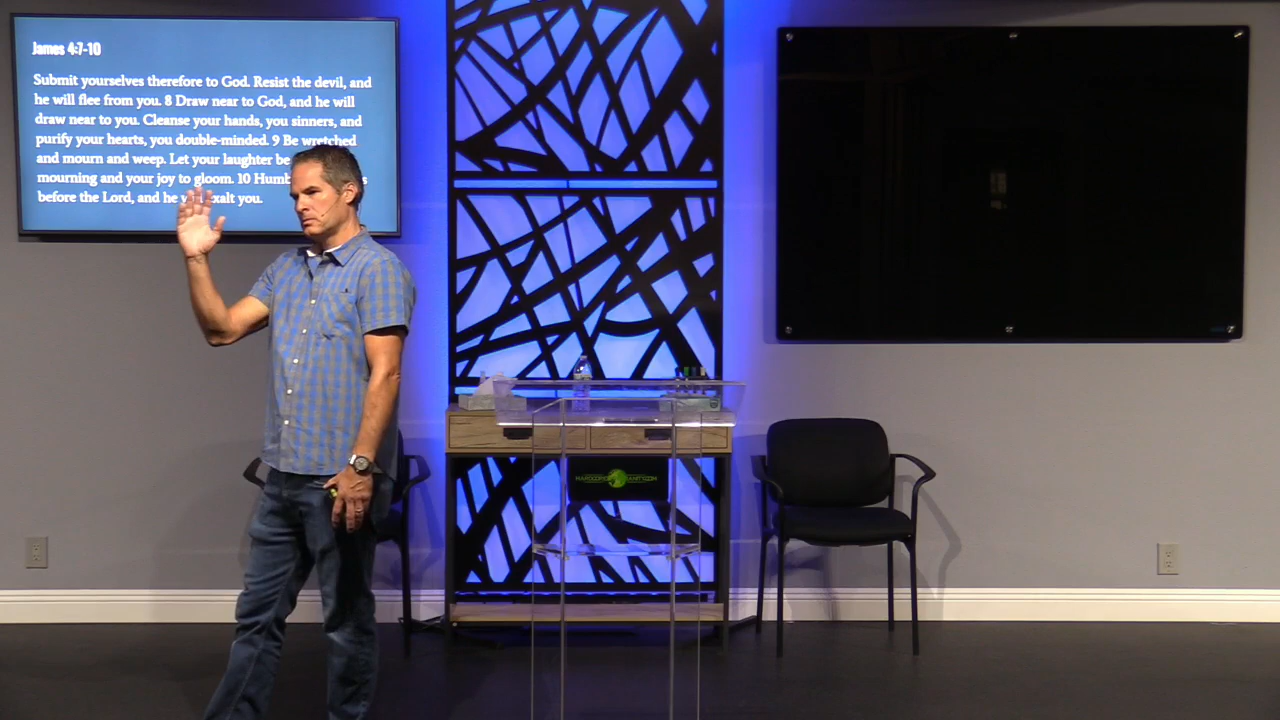 James 4:7-10
Submit yourselves therefore to God. Resist the devil, and
he will flee from you. 8 Draw near to God, and he will
draw near to you. Cleanse your hands, you sinners, and
purify your hearts, you double-minded. 9 Be wretched
and mourn and weep. Let your laughter be
mourning and your joy to gloom. 10 Humb s
before the Lord, and he exalt you.